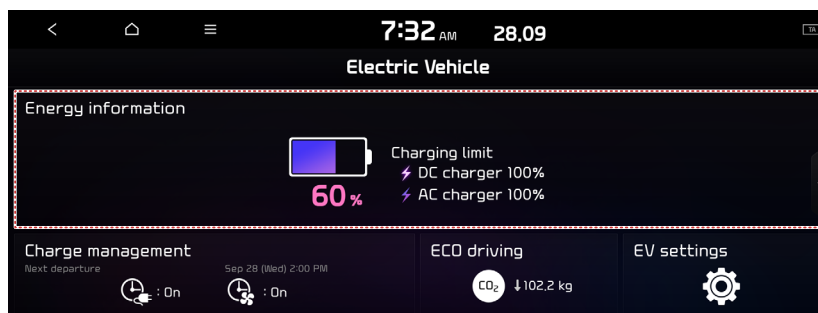 7:32 AM 28.09 TA
Electric Vehicle
Energy information
Charging limit
DC charger 100%
AC charger 100%
60 %
Charge management
Next departure Sep 28 (Wed) 2:00 PM
: On : On
ECO driving
CO2 ↓102,2 kg
EV settings